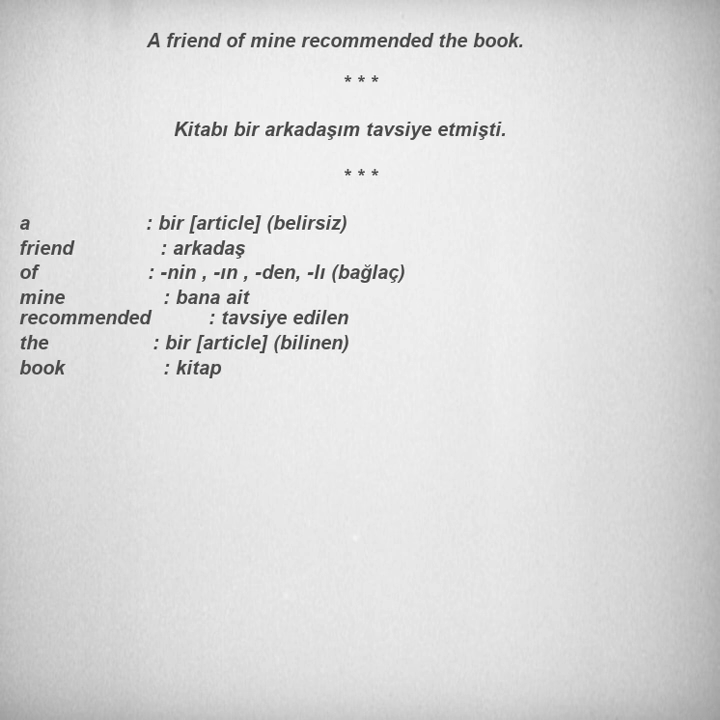 A friend of mine recommended the book.
* * *
Kitabı bir arkadaşım tavsiye etmişti.
* * *
a : bir [article] (belirsiz)
friend : arkadaş
of : -nin , -ın , -den, -lı (bağlaç)
mine : bana ait
recommended : tavsiye edilen
the : bir [article] (bilinen)
book : kitap